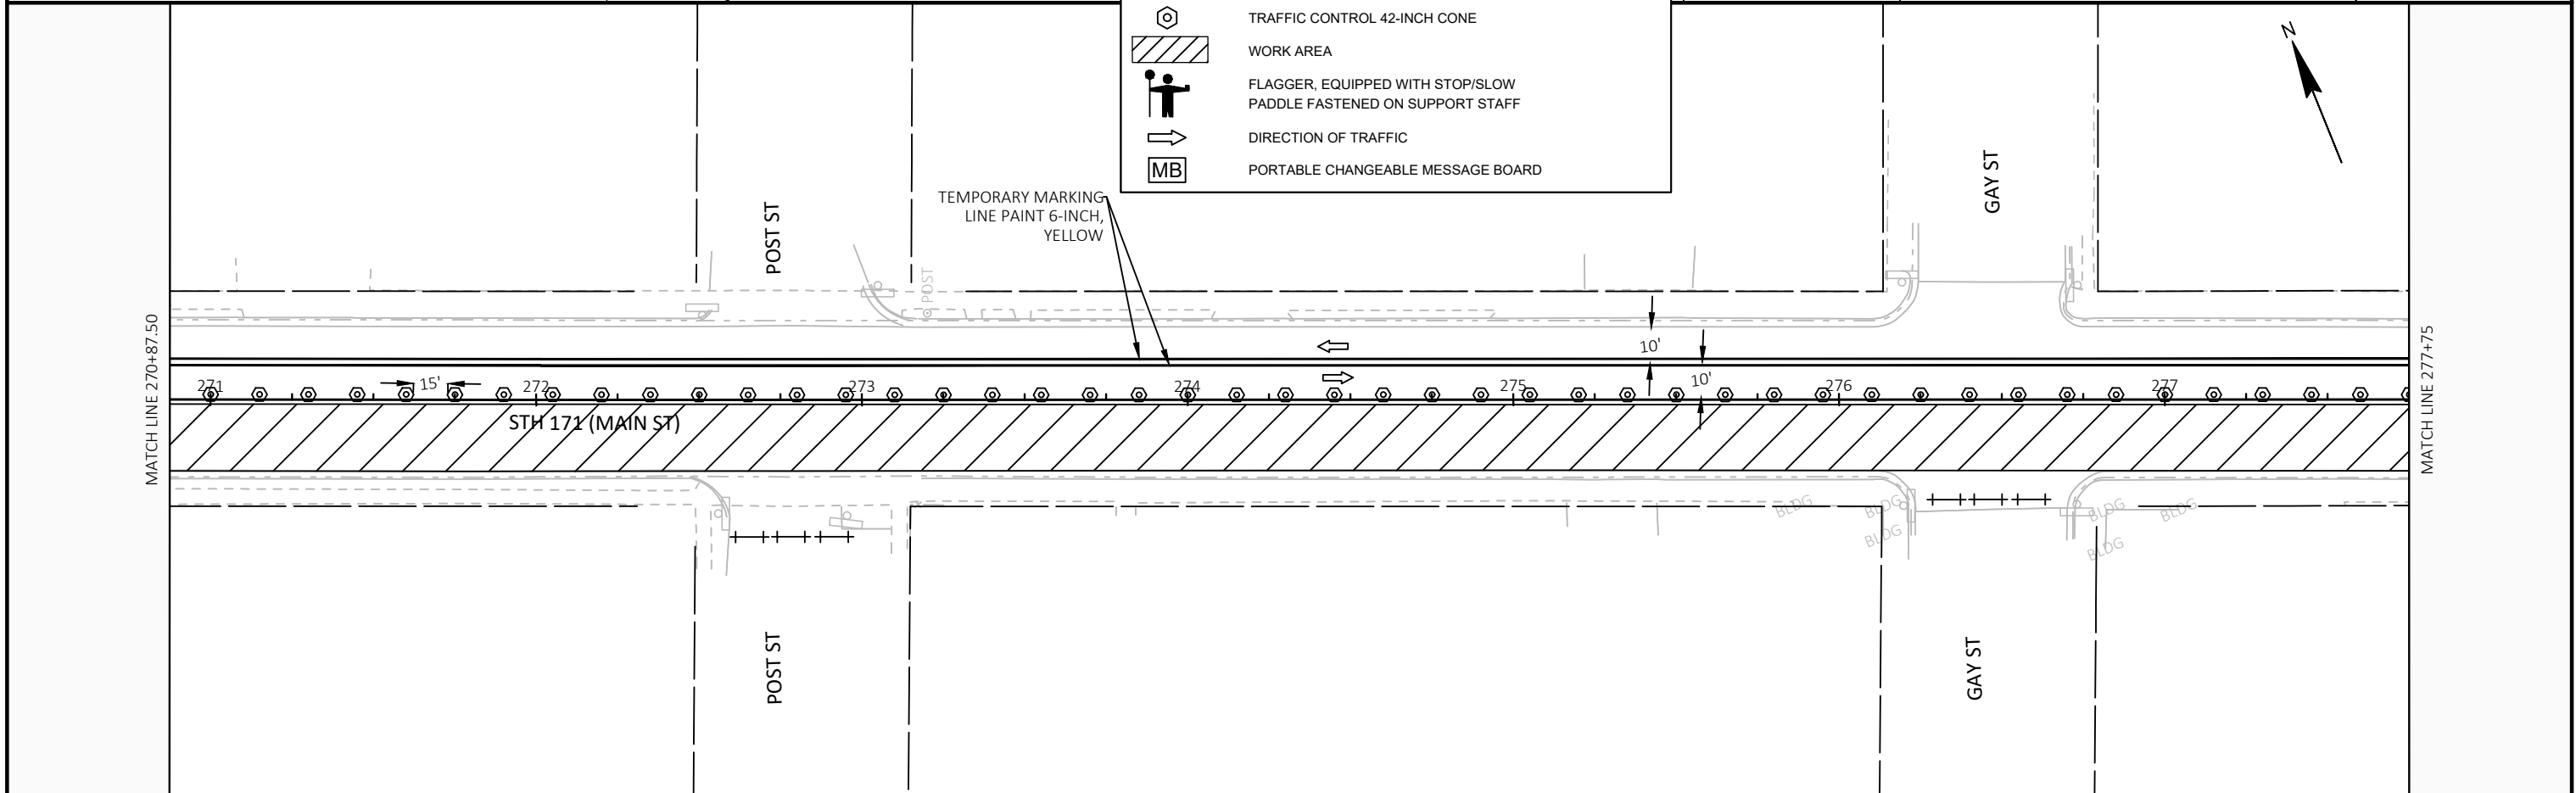 TRAFFIC CONTROL 42-INCH CONE
WORK AREA
FLAGGER, EQUIPPED WITH STOP/SLOW
PADDLE FASTENED ON SUPPORT STAFF
DIRECTION OF TRAFFIC
MB
PORTABLE CHANGEABLE MESSAGE BOARD
N
TEMPORARY MARKING
LINE PAINT 6-INCH,
YELLOW
POST ST
GAY ST
POST
MATCH LINE 270+87.50
MATCH LINE 277+75
10'
10'
15'
271
272
273
274
275
276
277
STH 171 (MAIN ST)
BLDG
BLDG
BLDG
BLDG
BLDG
BLDG
POST ST
GAY ST